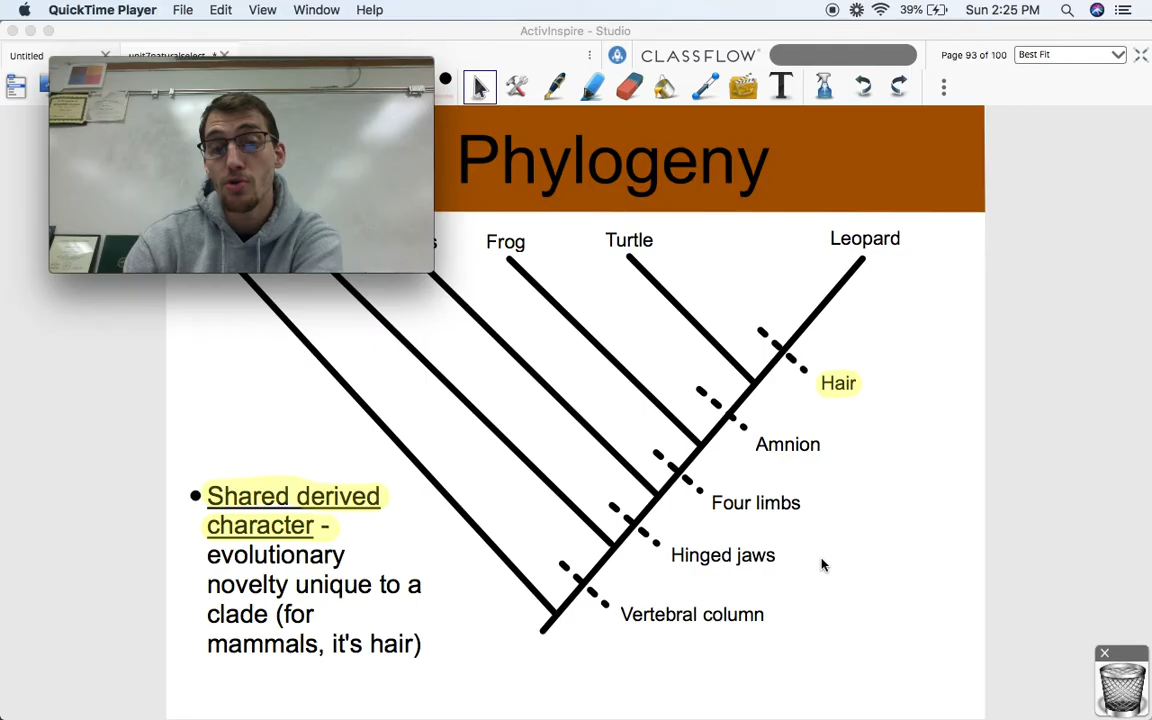 QuickTime Player File Edit View Window Help 39% Sun 2:25 PM
ActivInspire - Studio
Untitled unit7naturalselect...*
CLASSFLOW Page 93 of 100 Best Fit
Phylogeny
s Frog Turtle Leopard
Hair
Amnion
Four limbs
Hinged jaws
Vertebral column
• Shared derived
character -
evolutionary
novelty unique to a
clade (for
mammals, it's hair)